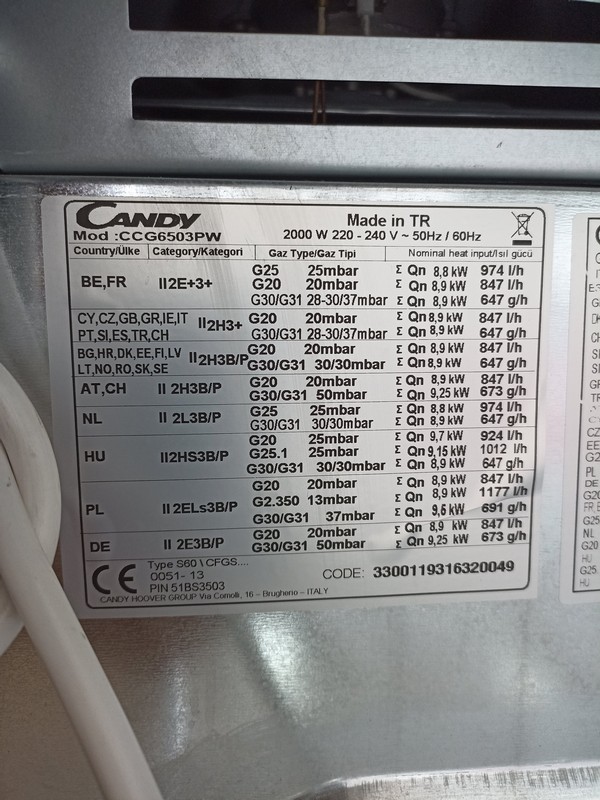 CANDY
Made in TR
Mod :CCG6503PW
2000 W 220 - 240 V ~ 50Hz / 60Hz
Country/Ülke Category/Kategori Gaz Type/Gaz Tipi Nominal heat input/Isıl gücü
BE,FR II2E+3+
G25 25mbar Σ Qn 8,8 kW 974 l/h
G20 20mbar Σ Qn 8,9 kW 847 l/h
G30/G31 28-30/37mbar Σ Qn 8,9 kW 647 g/h
CY,CZ,GB,GR,IE,IT
PT,SI,ES,TR,CH
II2H3+
G20 20mbar Σ Qn 8,9 kW 847 l/h
G30/G31 28-30/37mbar Σ Qn 8,9 kW 647 g/h
BG,HR,DK,EE,FI,LV
LT,NO,RO,SK,SE
II2H3B/P
G20 20mbar Σ Qn 8,9 kW 847 l/h
G30/G31 30/30mbar Σ Qn 8,9 kW 647 g/h
AT,CH II 2H3B/P
G20 20mbar Σ Qn 8,9 kW 847 l/h
G30/G31 50mbar Σ Qn 9,25 kW 673 g/h
NL II 2L3B/P
G25 25mbar Σ Qn 8,8 kW 974 l/h
G30/G31 30/30mbar Σ Qn 8,9 kW 647 g/h
HU II2HS3B/P
G20 25mbar Σ Qn 9,7 kW 924 l/h
G25.1 25mbar Σ Qn 9,15 kW 1012 l/h
G30/G31 30/30mbar Σ Qn 8,9 kW 647 g/h
PL II 2ELs3B/P
G20 20mbar Σ Qn 8,9 kW 847 l/h
G2.350 13mbar Σ Qn 8,9 kW 1177 l/h
G30/G31 37mbar Σ Qn 9,5 kW 691 g/h
DE II 2E3B/P
G20 20mbar Σ Qn 8,9 kW 847 l/h
G30/G31 50mbar Σ Qn 9,25 kW 673 g/h
CE
Type S60 \ CFGS....
0051- 13
PIN 51BS3503
CODE: 3300119316320049
CANDY HOOVER GROUP Via Comolli, 16 – Brugherio – ITALY